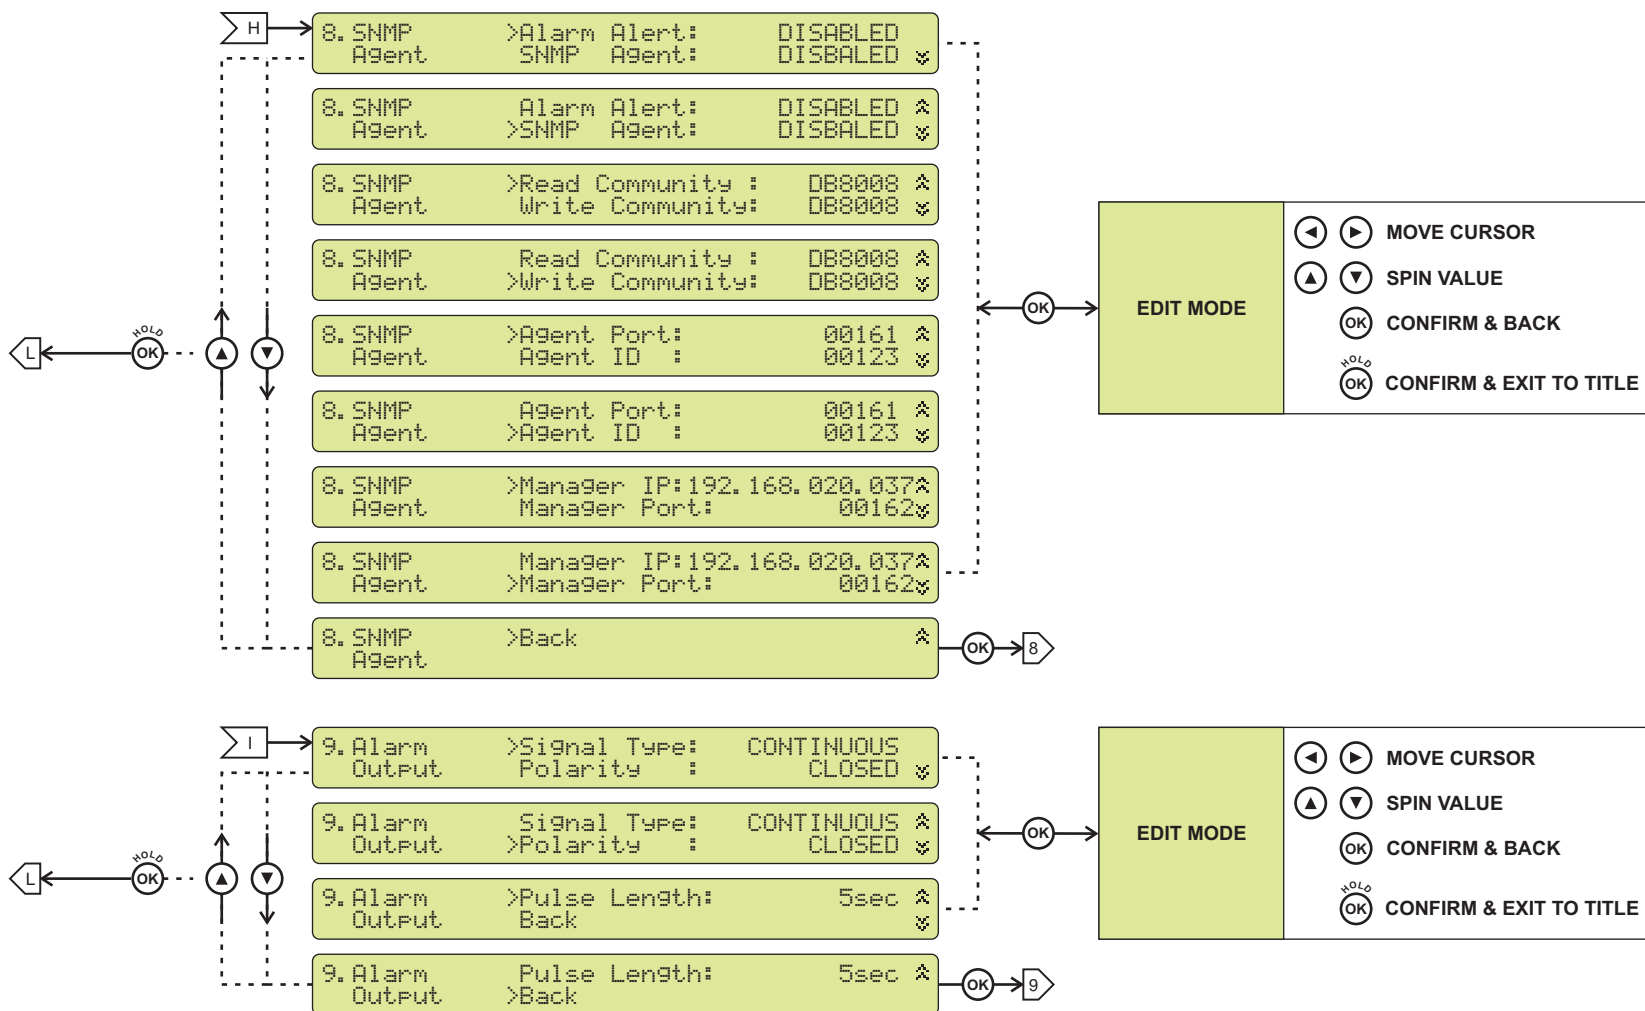 H
8.SNMP >Alarm Alert: DISABLED
Agent SNMP Agent: DISBALED
8.SNMP Alarm Alert: DISABLED
Agent >SNMP Agent: DISBALED
8.SNMP >Read Community : DB8008
Agent Write Community: DB8008
8.SNMP Read Community : DB8008
Agent >Write Community: DB8008
8.SNMP >Agent Port: 00161
Agent Agent ID : 00123
8.SNMP Agent Port: 00161
Agent >Agent ID : 00123
8.SNMP >Manager IP:192.168.020.037
Agent Manager Port: 00162
8.SNMP Manager IP:192.168.020.037
Agent >Manager Port: 00162
8.SNMP >Back
Agent
L
HOLD
OK
OK
8
OK
EDIT MODE
MOVE CURSOR
SPIN VALUE
OK CONFIRM & BACK
HOLD
OK CONFIRM & EXIT TO TITLE
I
9.Alarm >Signal Type: CONTINUOUS
Output Polarity : CLOSED
9.Alarm Signal Type: CONTINUOUS
Output >Polarity : CLOSED
9.Alarm >Pulse Length: 5sec
Output Back
9.Alarm Pulse Length: 5sec
Output >Back
L
HOLD
OK
OK
9
OK
EDIT MODE
MOVE CURSOR
SPIN VALUE
OK CONFIRM & BACK
HOLD
OK CONFIRM & EXIT TO TITLE